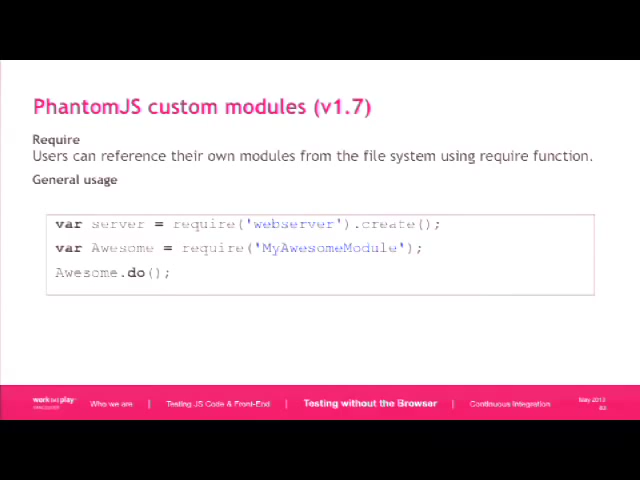 PhantomJS custom modules (v1.7)
Require
Users can reference their own modules from the file system using require function.
General usage
var server = require('webserver').create();
var Awesome = require('MyAwesomeModule');
Awesome.do();
work play
Who we are | Testing JS Code & Front-End | Testing without the Browser | Continuous Integration
May 2013